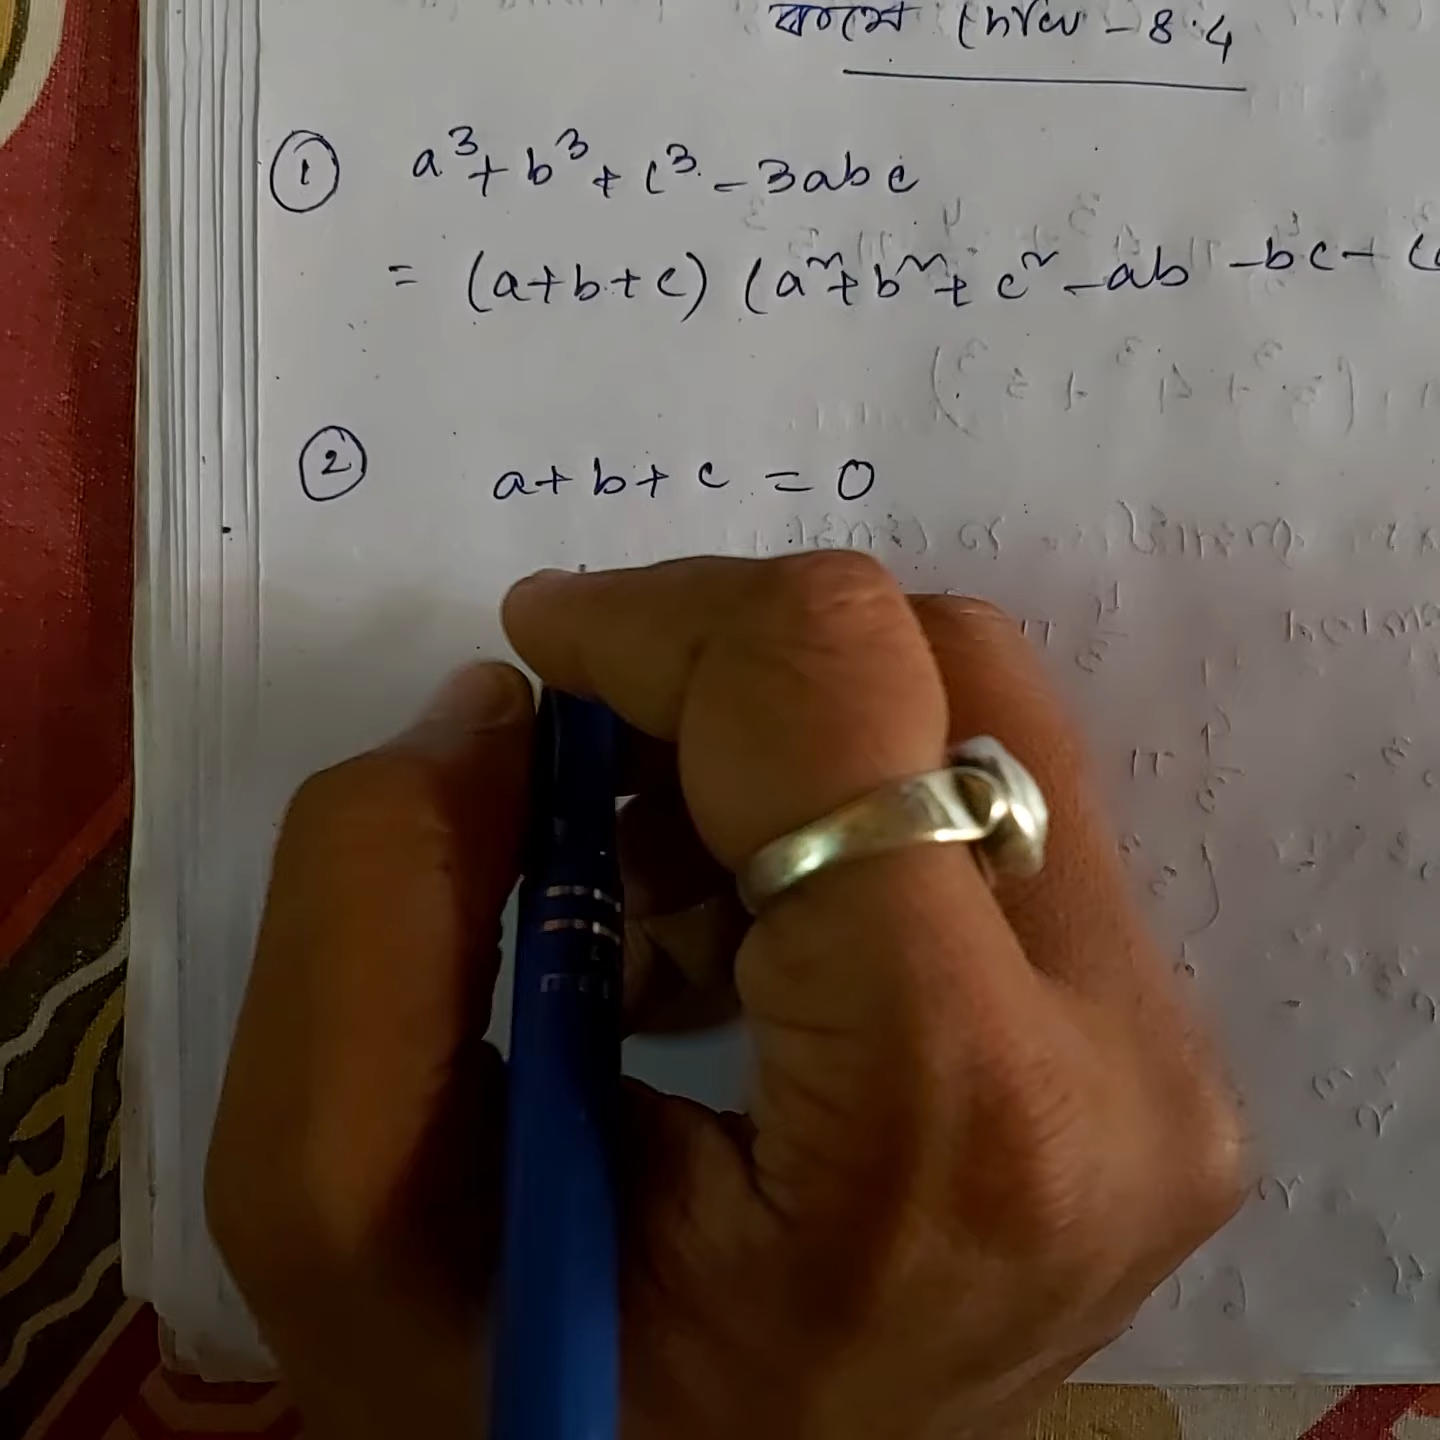 কষে দেখি - 8.4
① a³ + b³ + c³ - 3abc
= (a+b+c) (a² + b² + c² - ab - bc - c
② a + b + c = 0